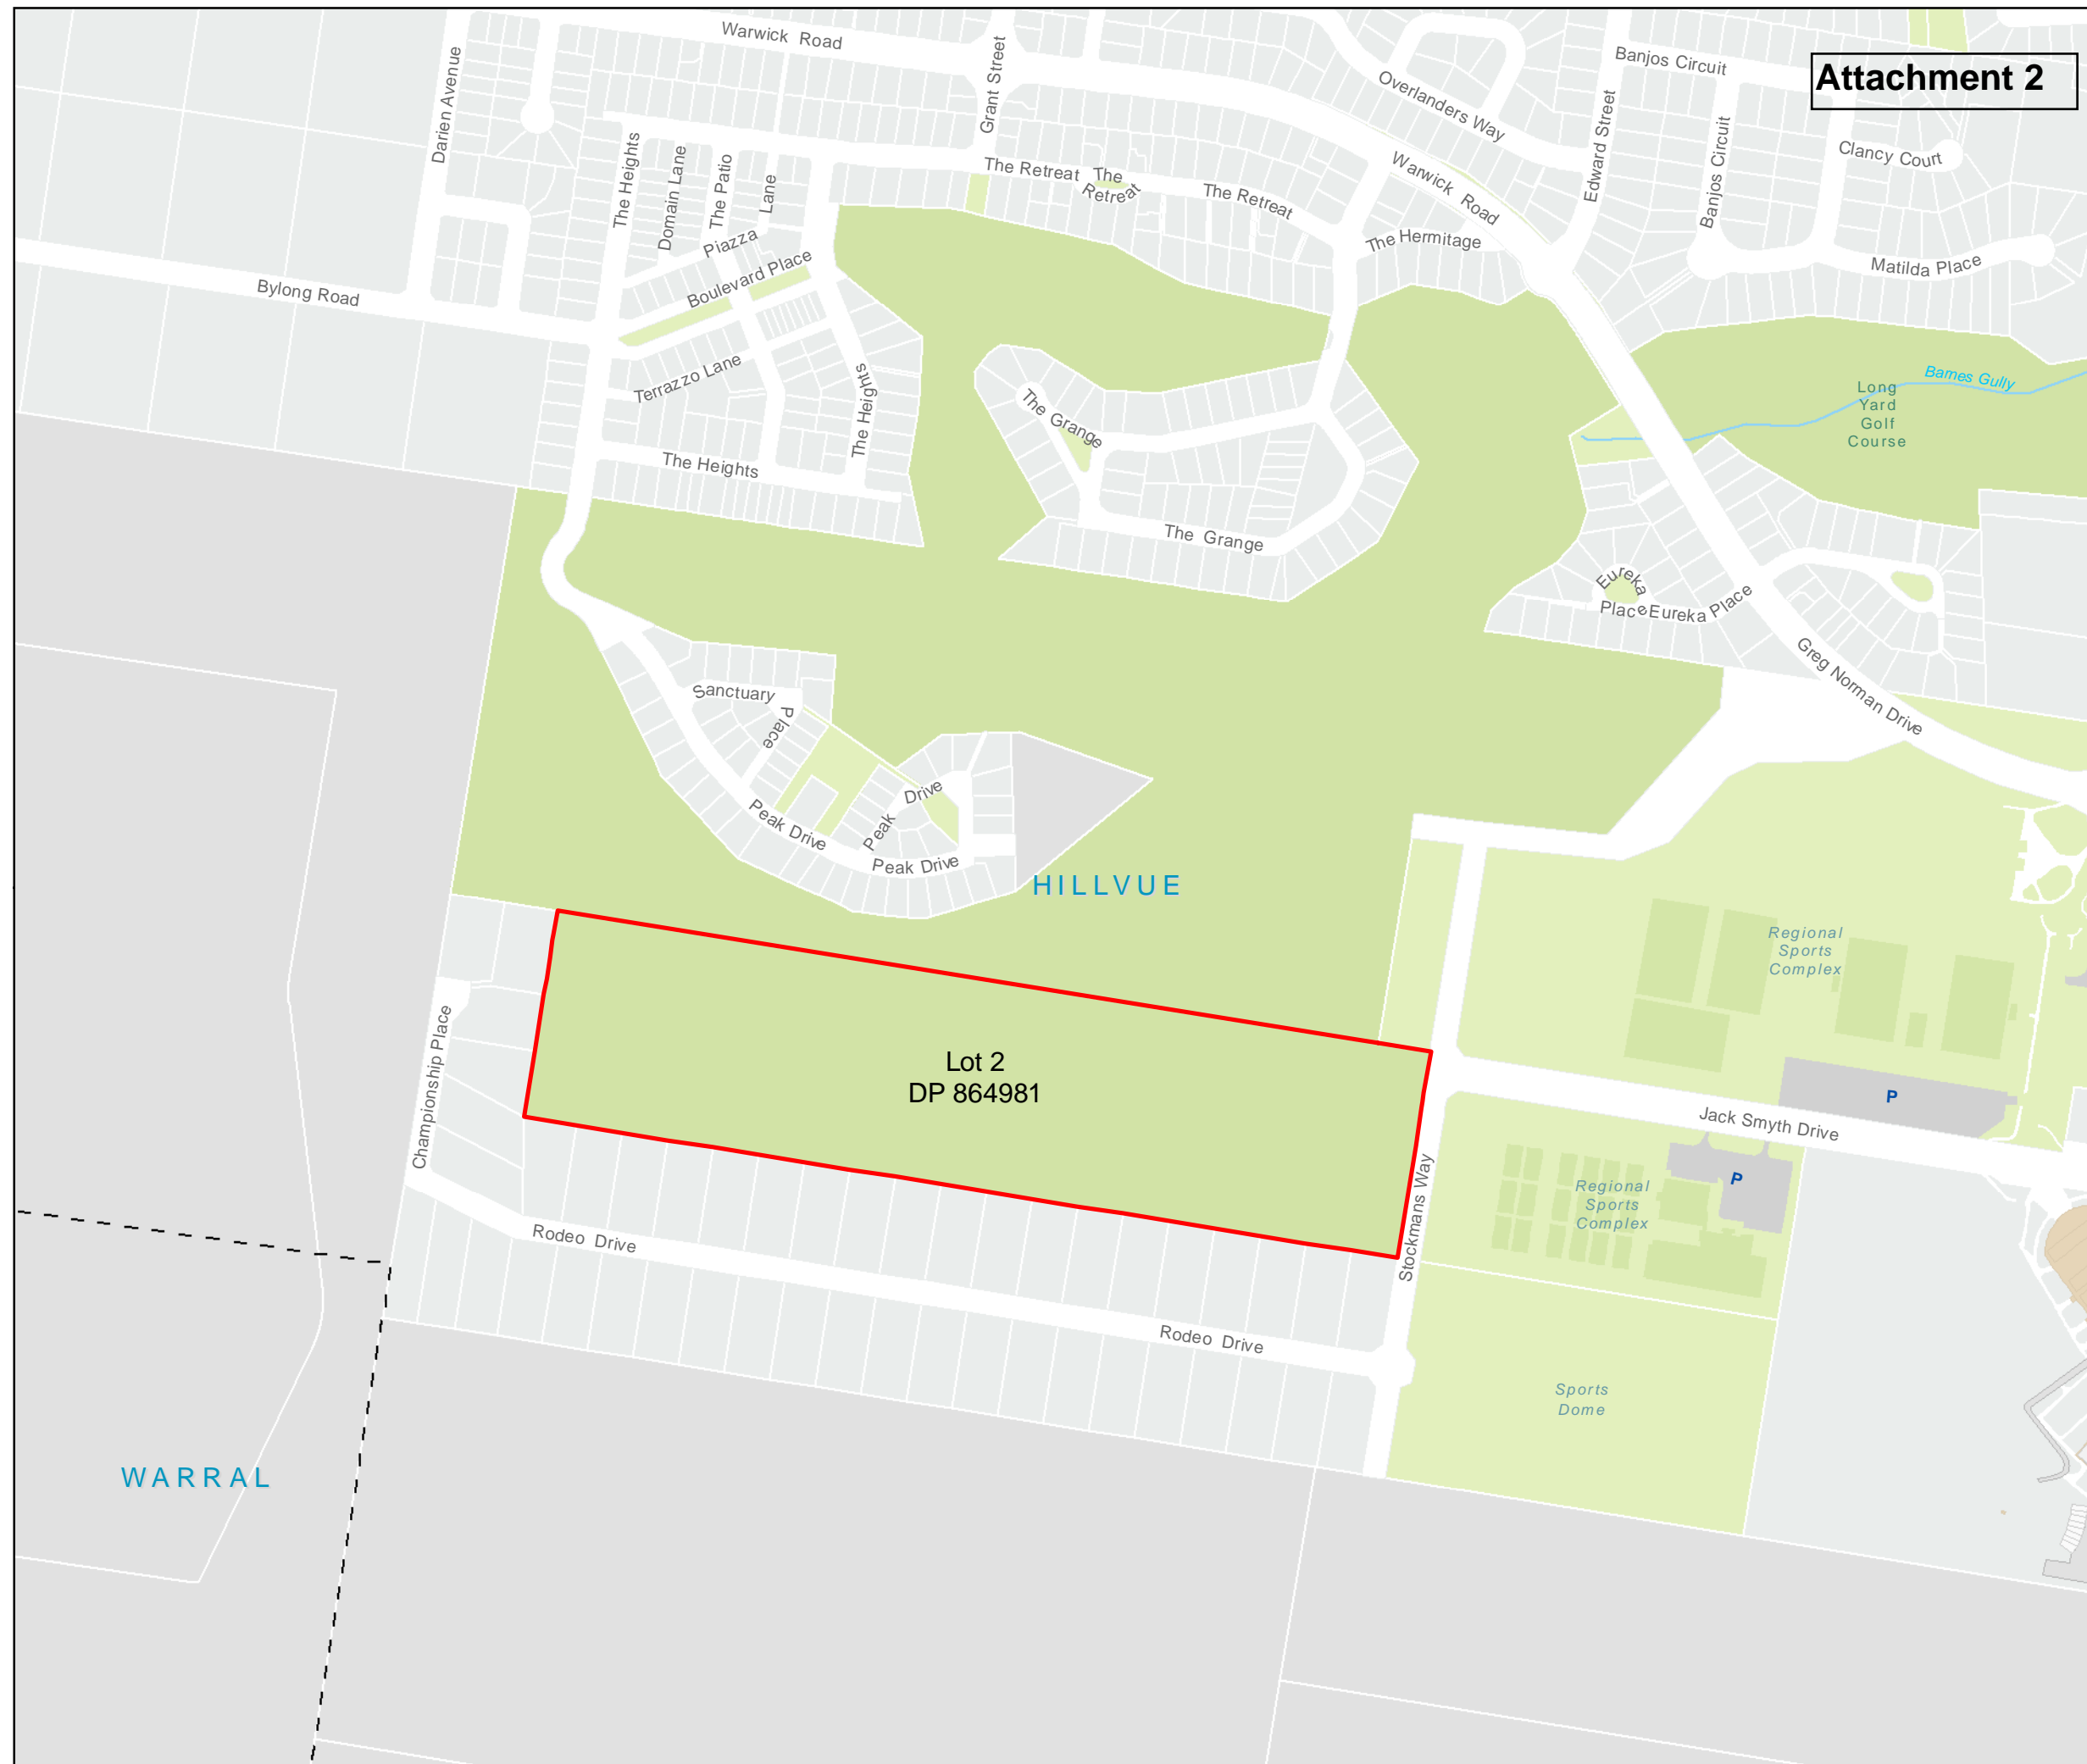 Attachment 2
Warwick Road
Grant Street
Darien Avenue
Overlanders Way
Banjos Circuit
Edward Street
Banjos Circuit
Clancy Court
Matilda Place
The Heights
Domain Lane
The Patio
Lane
Piazza
Boulevard Place
The Retreat
The
Retreat
The Retreat
Warwick Road
The Hermitage
Bylong Road
Terrazzo Lane
The Heights
The Heights
The Grange
The Grange
Barnes Gully
Long
Yard
Golf
Course
Eureka
Place
Eureka Place
Greg Norman Drive
Sanctuary
Place
Peak Drive
Peak
Drive
Peak Drive
HILLVUE
Regional
Sports
Complex
Lot 2
DP 864981
P
Jack Smyth Drive
Championship Place
Stockmans Way
P
Regional
Sports
Complex
Rodeo Drive
Rodeo Drive
Sports
Dome
WARRAL